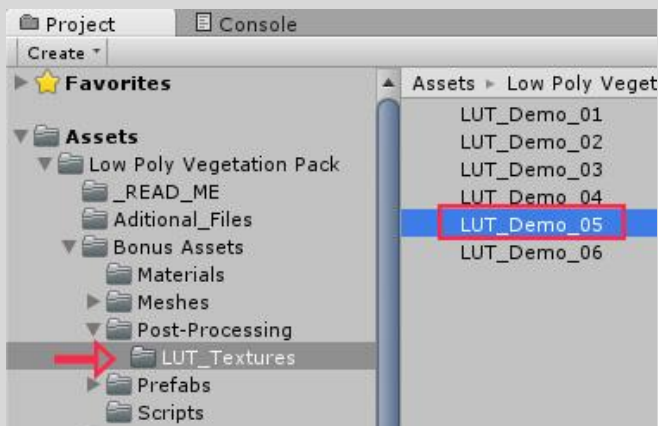 Project
Console
Create
Favorites
Assets
Low Poly Vegetation Pack
_READ_ME
Aditional_Files
Bonus Assets
Materials
Meshes
Post-Processing
LUT_Textures
Prefabs
Scripts
Assets ▸ Low Poly Veget
LUT_Demo_01
LUT_Demo_02
LUT_Demo_03
LUT_Demo_04
LUT_Demo_05
LUT_Demo_06